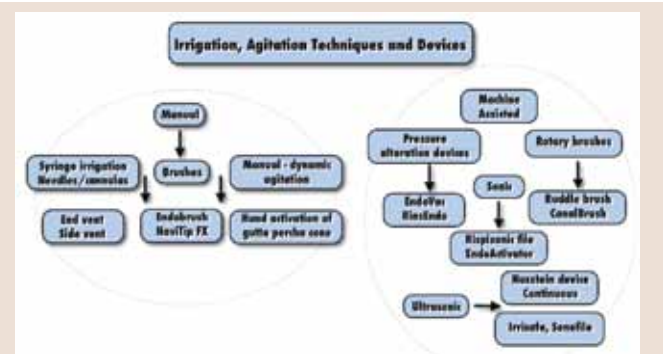 Irrigation, Agitation Techniques and Devices
Manual
Syringe irrigation
Needles/cannulas
Brushes
Manual - dynamic
agitation
End vent
Side vent
Endobrush
NaviTip FX
Hand activation of
gutta percha cone
Machine
Assisted
Pressure
alteration devices
Rotary brushes
Sonic
EndoVac
RinsEndo
Ruddle brush
CanalBrush
Rispisonic file
EndoActivator
device
Continuous
Ultrasonic
Irrisafe, Sonofile